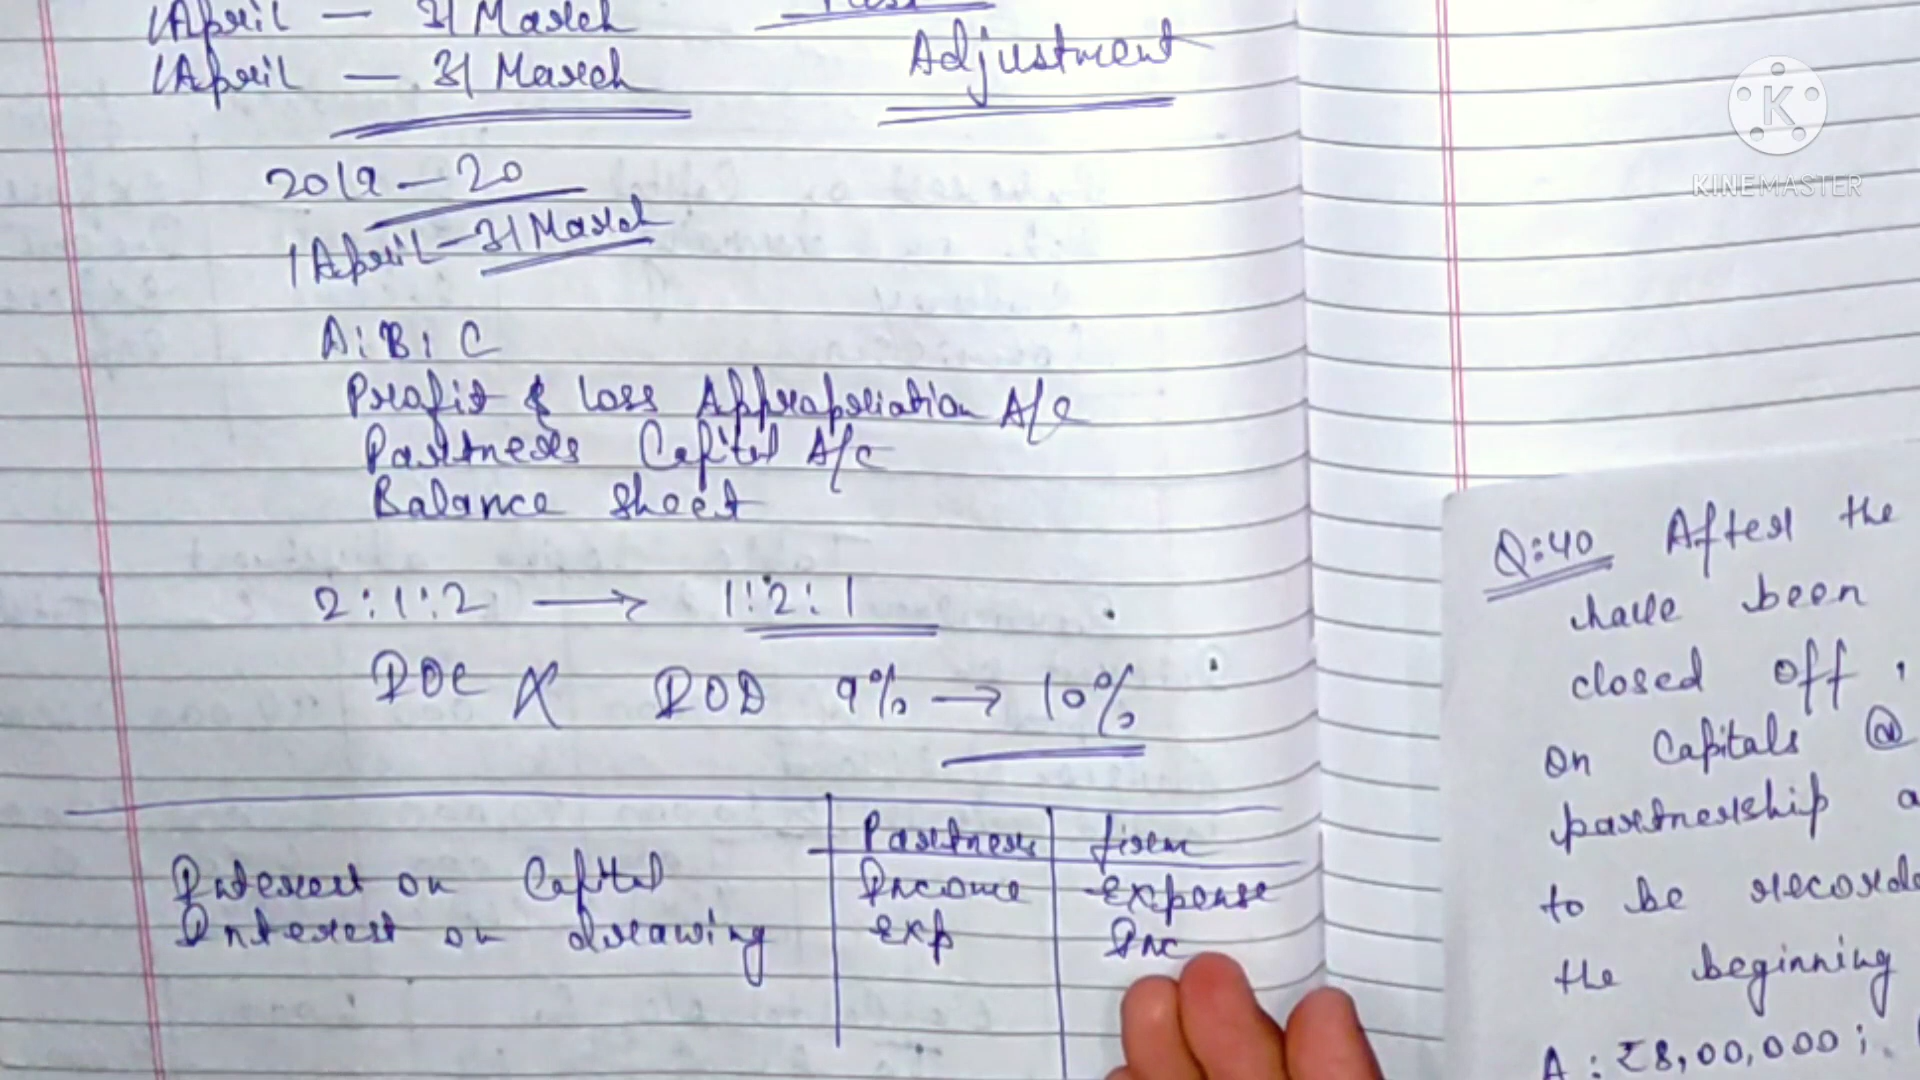 1 April — 31 March
1 April — 31 March
Adjustment
2019 — 20
1 April — 31 March
A : B : C
Profit & Loss Appropriation A/c
Partners Capital A/c
Balance Sheet
2 : 1 : 2 → 1 : 2 : 1
IOC X IOD 9% → 10%
Partners firm
Interest on Capital Income Expense
Interest on drawing Exp Inc
KINEMASTER
Q:40 After the
have been
closed off,
on Capitals @
partnership a
to be recorde
the beginning
A : ₹8,00,000;